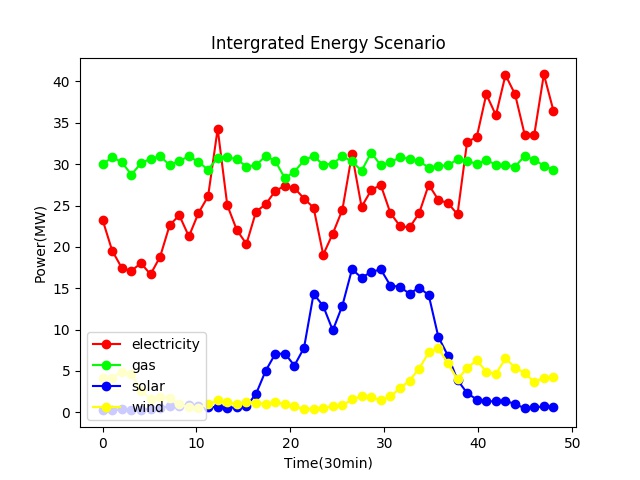 Intergrated Energy Scenario
Power(MW)
40
35
30
25
20
15
10
5
0
electricity
gas
solar
wind
0 10 20 30 40 50
Time(30min)